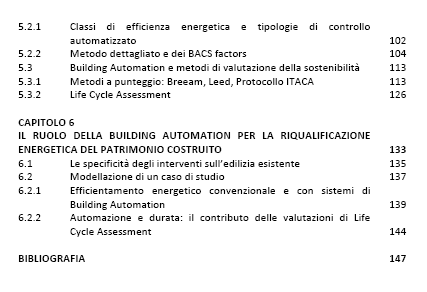 5.2.1 Classi di efficienza energetica e tipologie di controllo
automatizzato 102
5.2.2 Metodo dettagliato e dei BACS factors 104
5.3 Building Automation e metodi di valutazione della sostenibilità 113
5.3.1 Metodi a punteggio: Breeam, Leed, Protocollo ITACA 113
5.3.2 Life Cycle Assessment 126
CAPITOLO 6
IL RUOLO DELLA BUILDING AUTOMATION PER LA RIQUALIFICAZIONE
ENERGETICA DEL PATRIMONIO COSTRUITO 133
6.1 Le specificità degli interventi sull'edilizia esistente 135
6.2 Modellazione di un caso di studio 137
6.2.1 Efficientamento energetico convenzionale e con sistemi di
Building Automation 139
6.2.2 Automazione e durata: il contributo delle valutazioni di Life
Cycle Assessment 144
BIBLIOGRAFIA 147